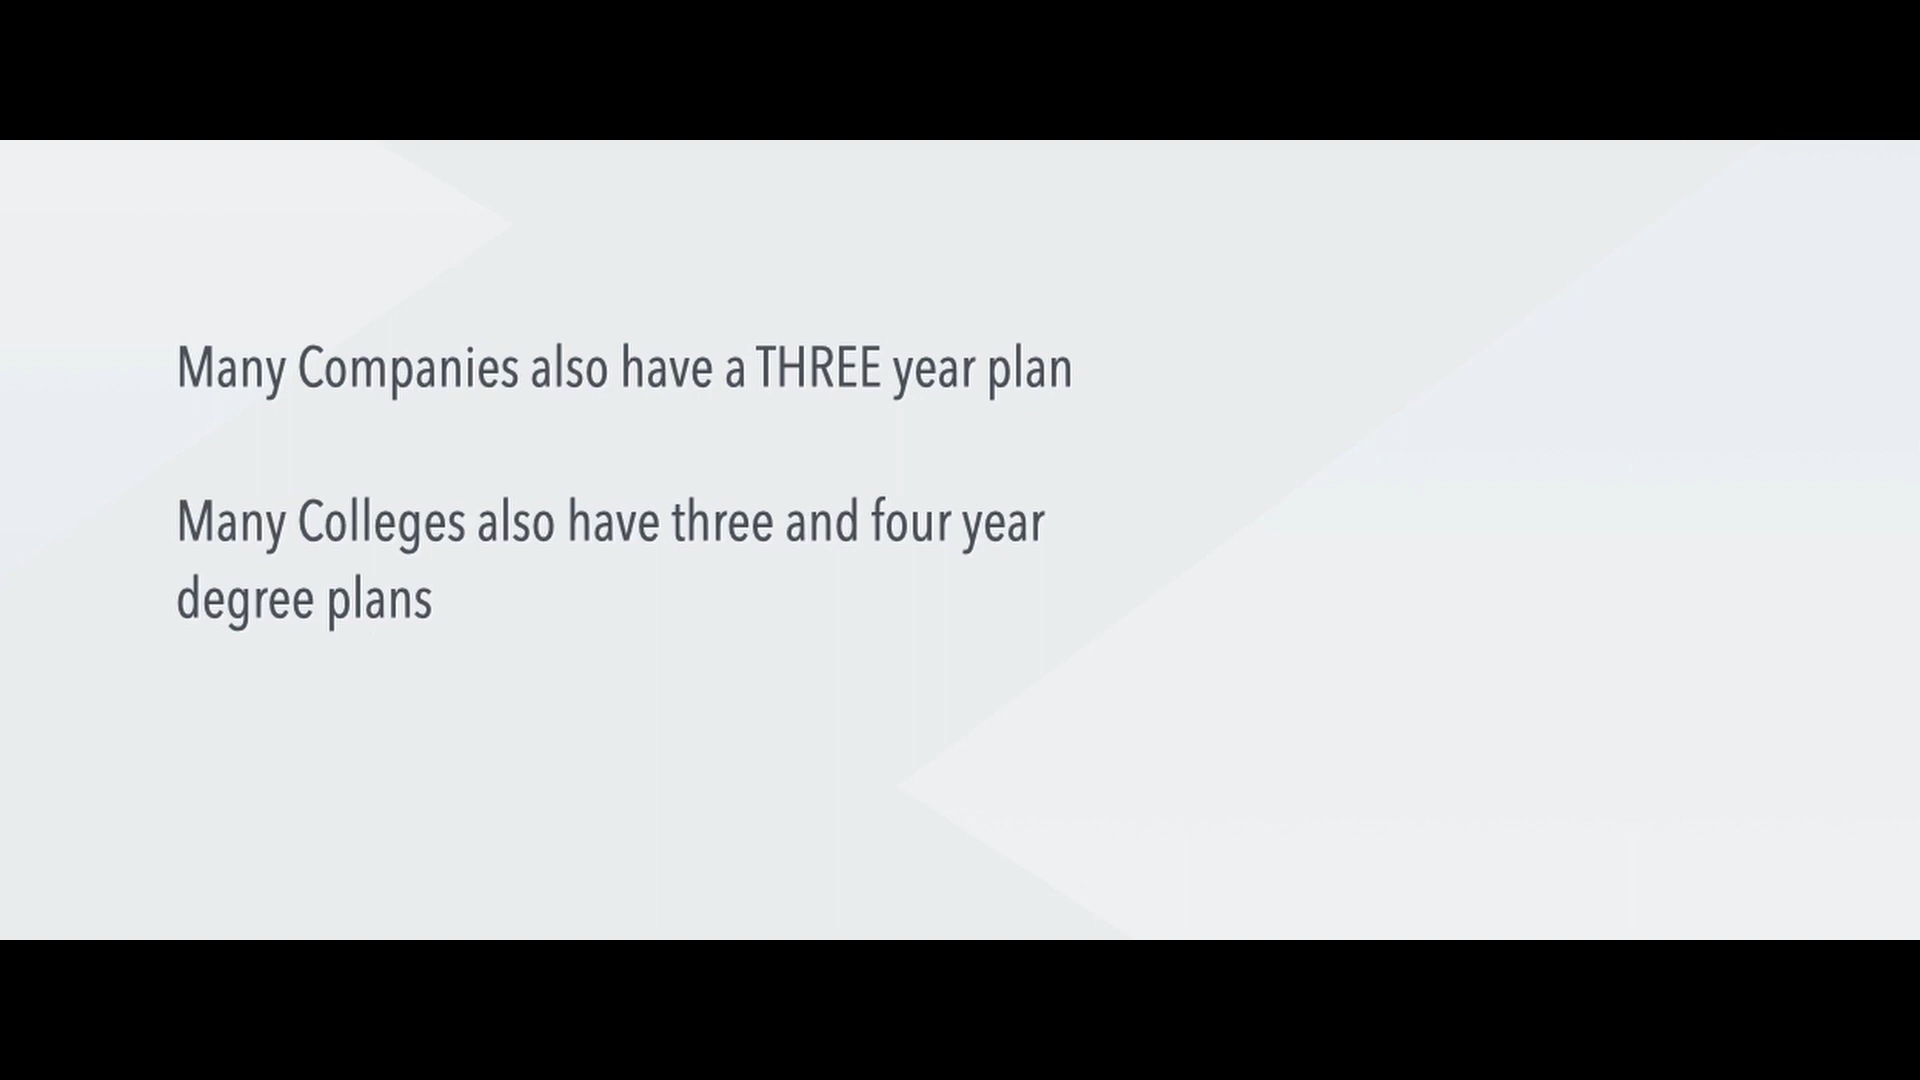 Many Companies also have a THREE year plan
Many Colleges also have three and four year
degree plans